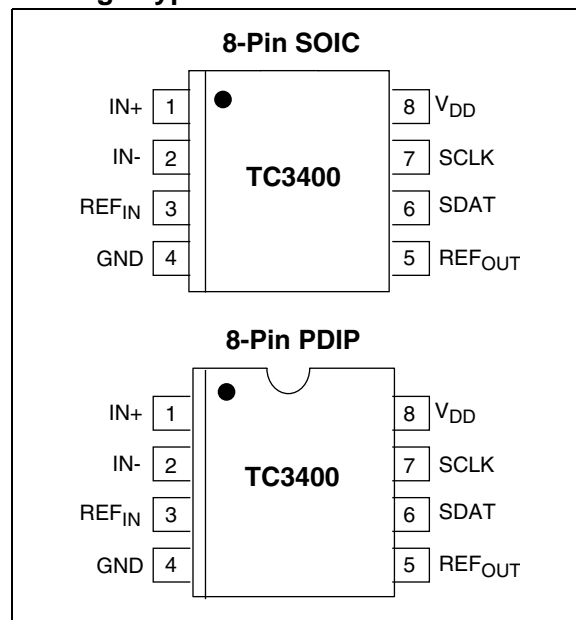 8-Pin SOIC
IN+ 1 8 VDD
IN- 2 7 SCLK
TC3400
REFIN 3 6 SDAT
GND 4 5 REFOUT
8-Pin PDIP
IN+ 1 8 VDD
IN- 2 7 SCLK
TC3400
REFIN 3 6 SDAT
GND 4 5 REFOUT